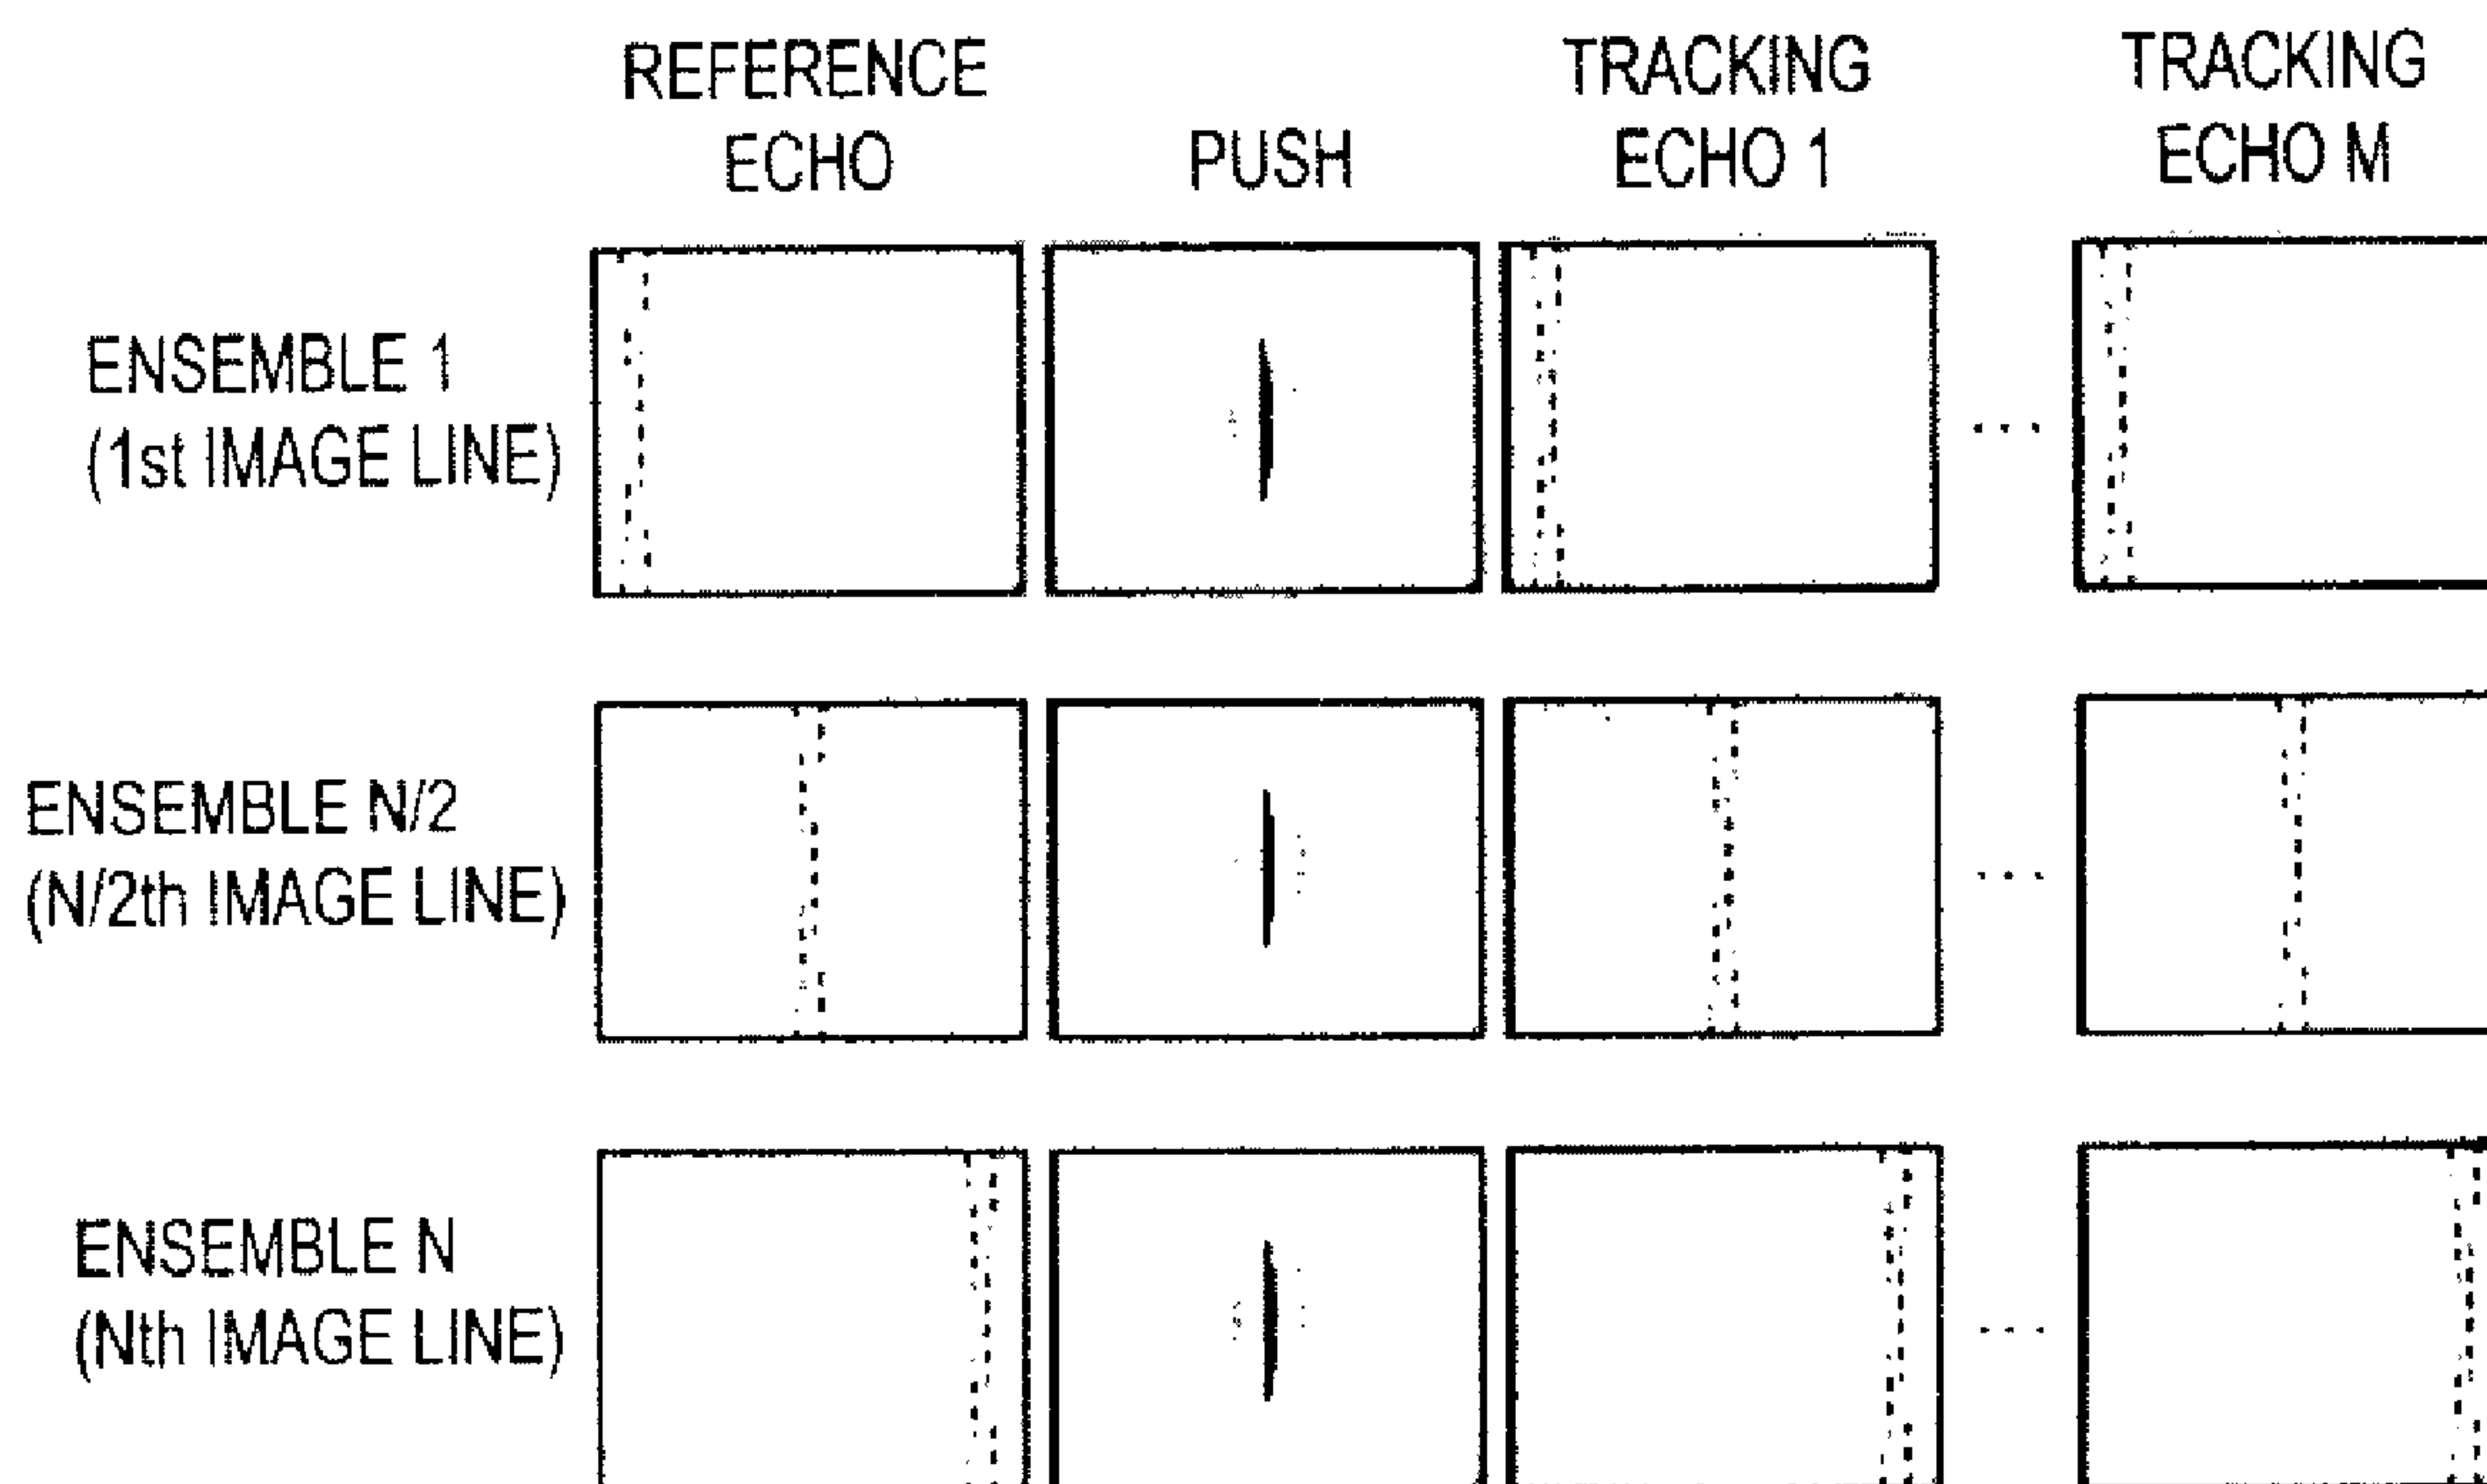 REFERENCE
ECHO
PUSH
TRACKING
ECHO 1
TRACKING
ECHO M
ENSEMBLE 1
(1st IMAGE LINE)
...
ENSEMBLE N/2
(N/2th IMAGE LINE)
...
ENSEMBLE N
(Nth IMAGE LINE)
...